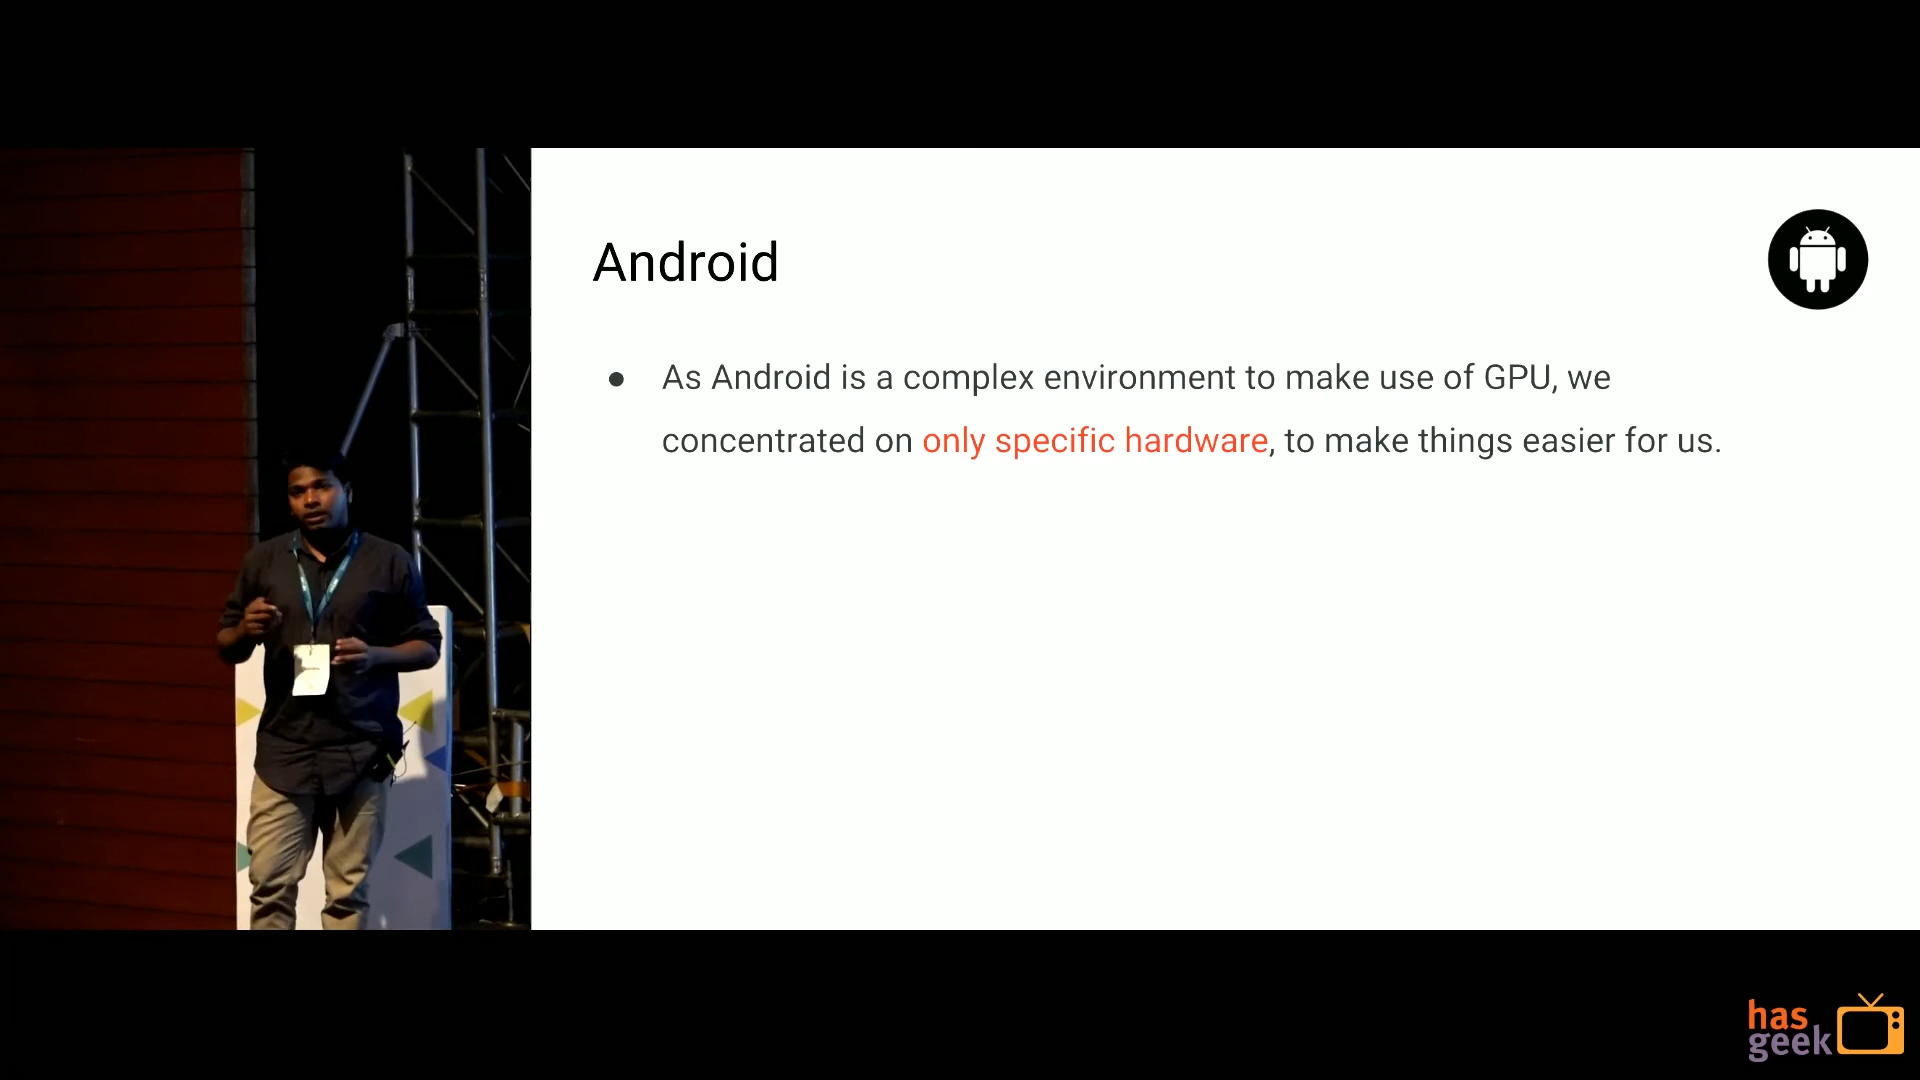 Android
● As Android is a complex environment to make use of GPU, we
concentrated on only specific hardware, to make things easier for us.
has
geek